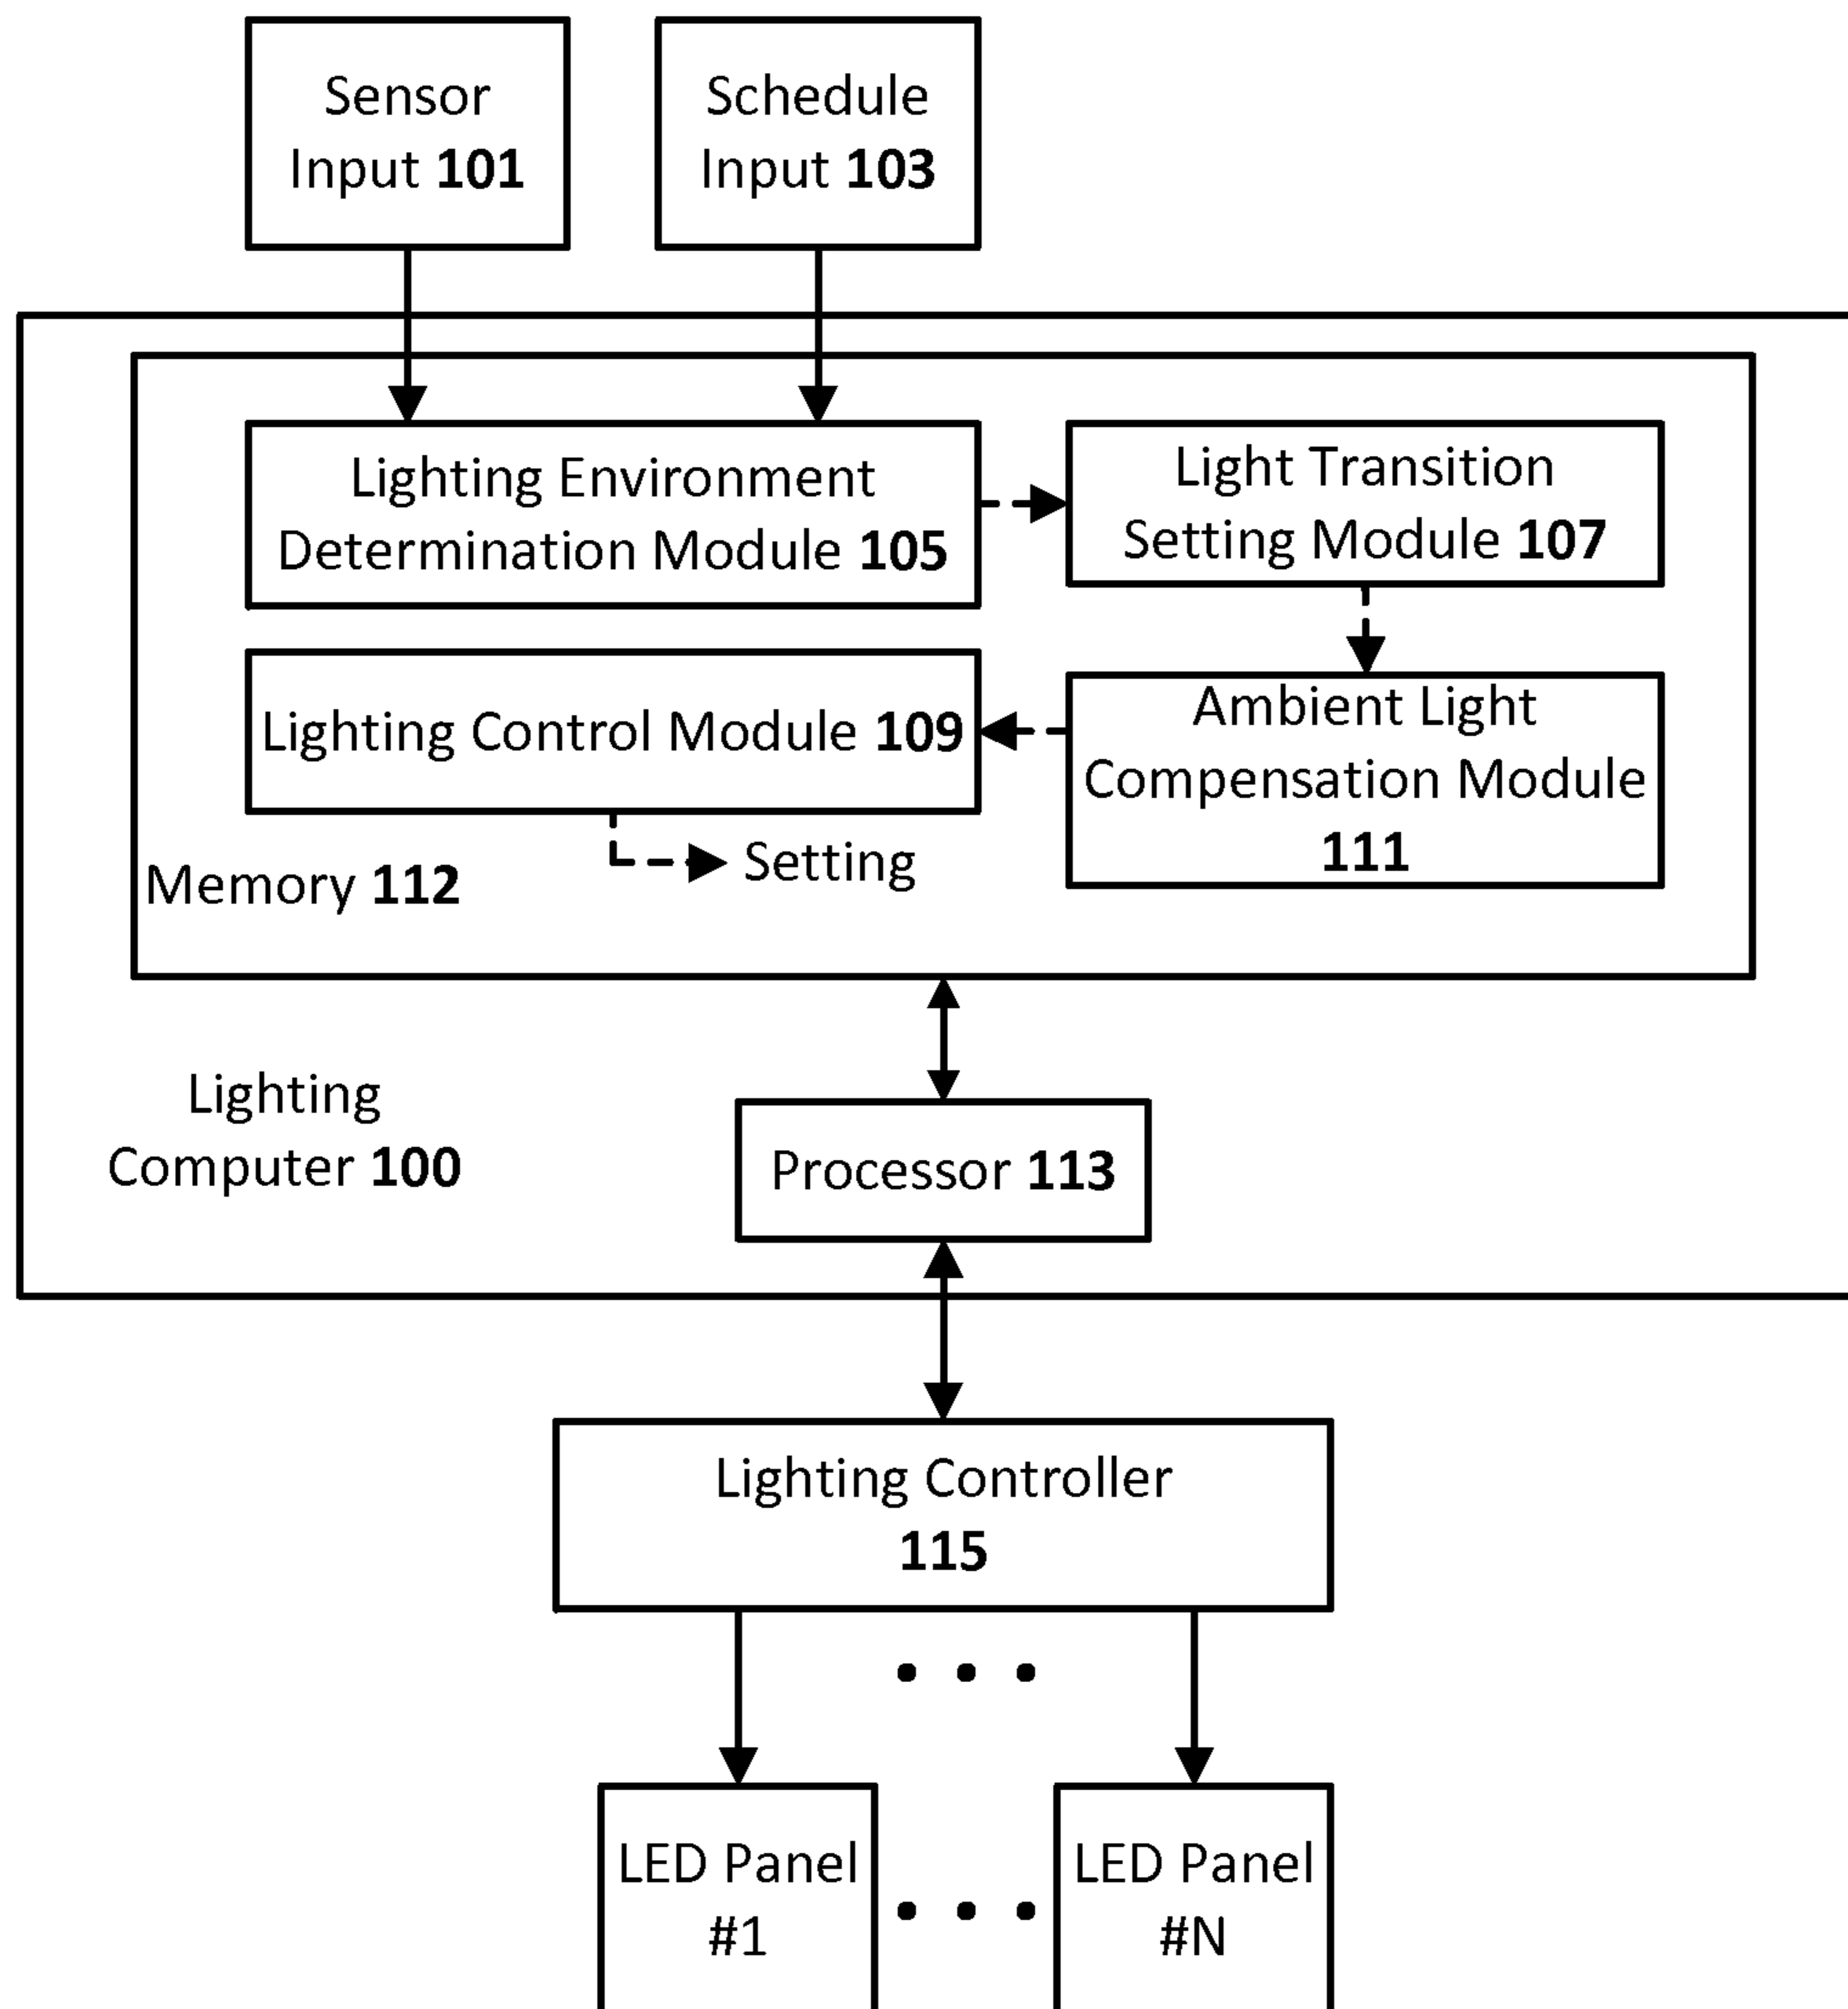 Sensor
Input 101
Schedule
Input 103
Lighting Environment
Determination Module 105
Light Transition
Setting Module 107
Lighting Control Module 109
Ambient Light
Compensation Module
111
Setting
Memory 112
Lighting
Computer 100
Processor 113
Lighting Controller
115
LED Panel
#1
LED Panel
#N